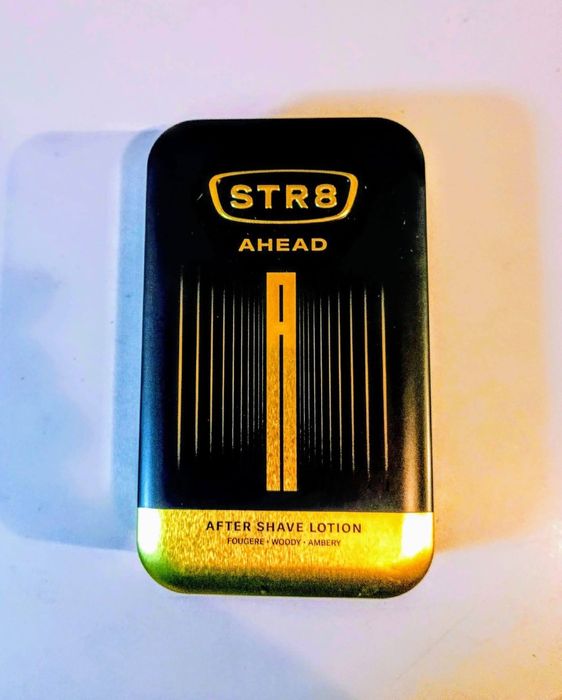 STR8
AHEAD
A
AFTER SHAVE LOTION
FOUGERE • WOODY • AMBERY